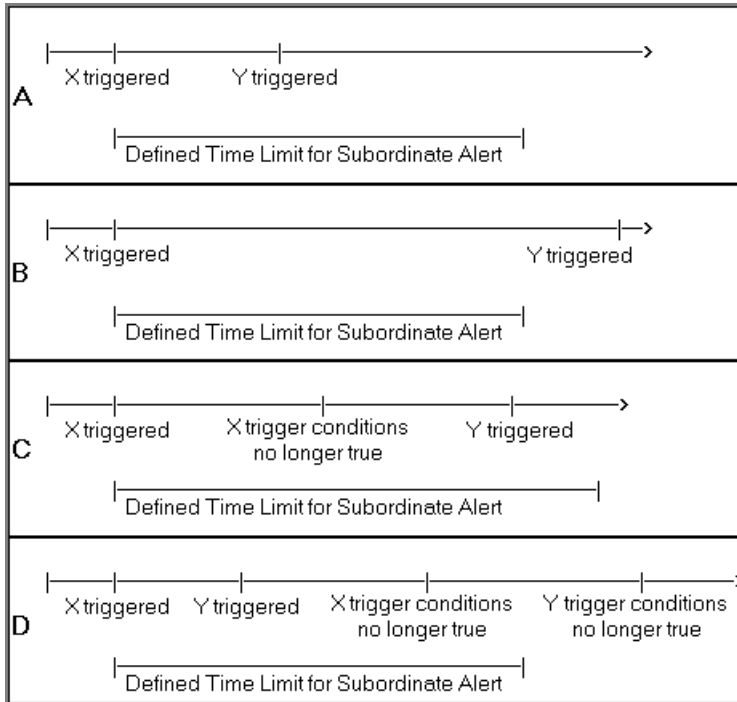 X triggered Y triggered
A
Defined Time Limit for Subordinate Alert
X triggered Y triggered
B
Defined Time Limit for Subordinate Alert
X triggered X trigger conditions Y triggered
no longer true
C
Defined Time Limit for Subordinate Alert
X triggered Y triggered X trigger conditions Y trigger conditions
no longer true no longer true
D
Defined Time Limit for Subordinate Alert